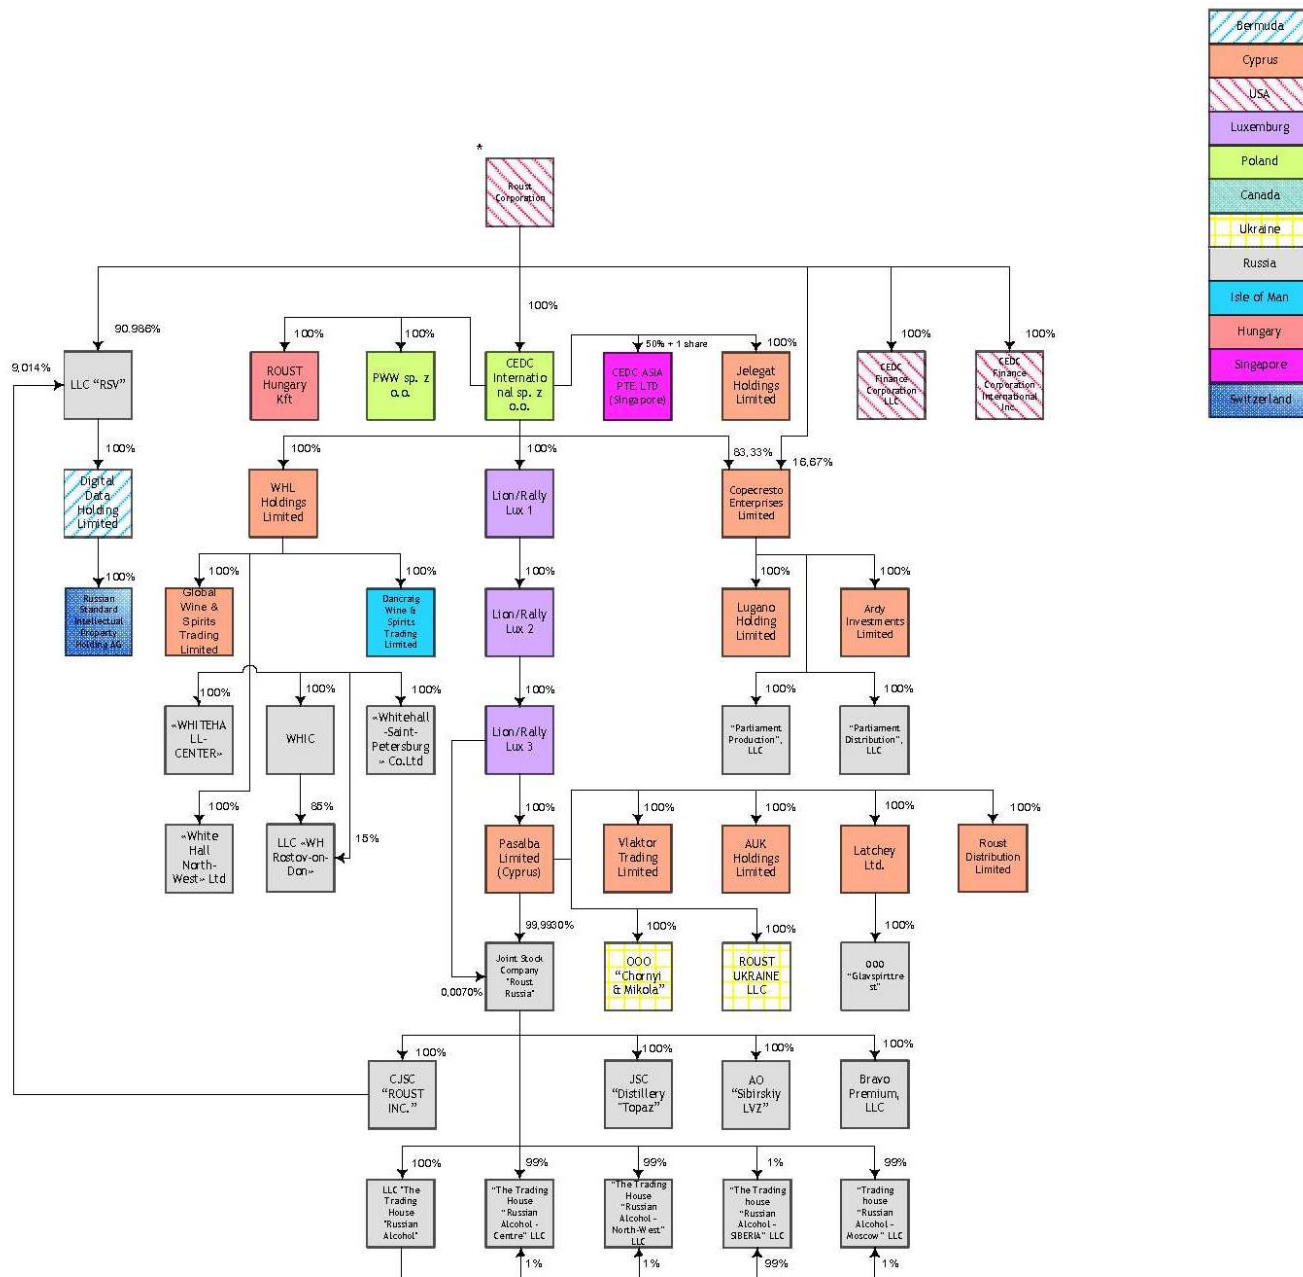 Bermuda
Cyprus
USA
Luxemburg
Poland
Canada
Ukraine
Russia
Isle of Man
Hungary
Singapore
Switzerland
*
Roust
Corporation
100%
90.986%
9,014%
LLC “RSV”
100%
ROUST
Hungary
Kft
100%
PWW sp. z
o.o.
CEDC
Internatio
nal sp. z
o.o.
50% + 1 share
CEDC ASIA
PTE. LTD
(Singapore)
100%
Jelegat
Holdings
Limited
100%
CEDC
Finance
Corporation
LLC
100%
CEDC
Finance
Corporation
International
Inc.
100%
Digital
Data
Holding
Limited
100%
WHL
Holdings
Limited
100%
Lion/Rally
Lux 1
83,33%
16,67%
Copecresto
Enterprises
Limited
100%
Russian
Standard
Intellectual
Property
Holding AG
100%
Global
Wine &
Spirits
Trading
Limited
100%
Dancraig
Wine &
Spirits
Trading
Limited
100%
Lion/Rally
Lux 2
100%
Lugano
Holding
Limited
100%
Ardy
Investments
Limited
100%
«WHITEHA
LL-
CENTER»
100%
WHIC
100%
«Whitehall
-Saint-
Petersburg
» Co.Ltd
100%
Lion/Rally
Lux 3
100%
“Parliament
Production”,
LLC
100%
“Parliament
Distribution”,
LLC
100%
«White
Hall
North-
West» Ltd
85%
LLC «WH
Rostov-on-
Don»
15%
100%
Pasalba
Limited
(Cyprus)
100%
Vlaktor
Trading
Limited
100%
AUK
Holdings
Limited
100%
Latchey
Ltd.
100%
Roust
Distribution
Limited
99,9930%
Joint Stock
Company
"Roust
Russia"
0,0070%
100%
OOO
“Chornyi
& Mikola”
100%
ROUST
UKRAINE
LLC
100%
OOO
“Glavspirttre
st”
100%
CJSC
“ROUST
INC.”
100%
JSC
“Distillery
“Topaz”
100%
AO
“Sibirskiy
LVZ”
100%
Bravo
Premium,
LLC
100%
LLC "The
Trading
House
"Russian
Alcohol"
99%
“The Trading
House
“Russian
Alcohol -
Centre” LLC
1%
99%
“The Trading
House
“Russian
Alcohol -
North-West”
LLC
1%
1%
“The Trading
house
“Russian
Alcohol -
SIBERIA” LLC
99%
99%
“Trading
house
“Russian
Alcohol -
Moscow” LLC
1%